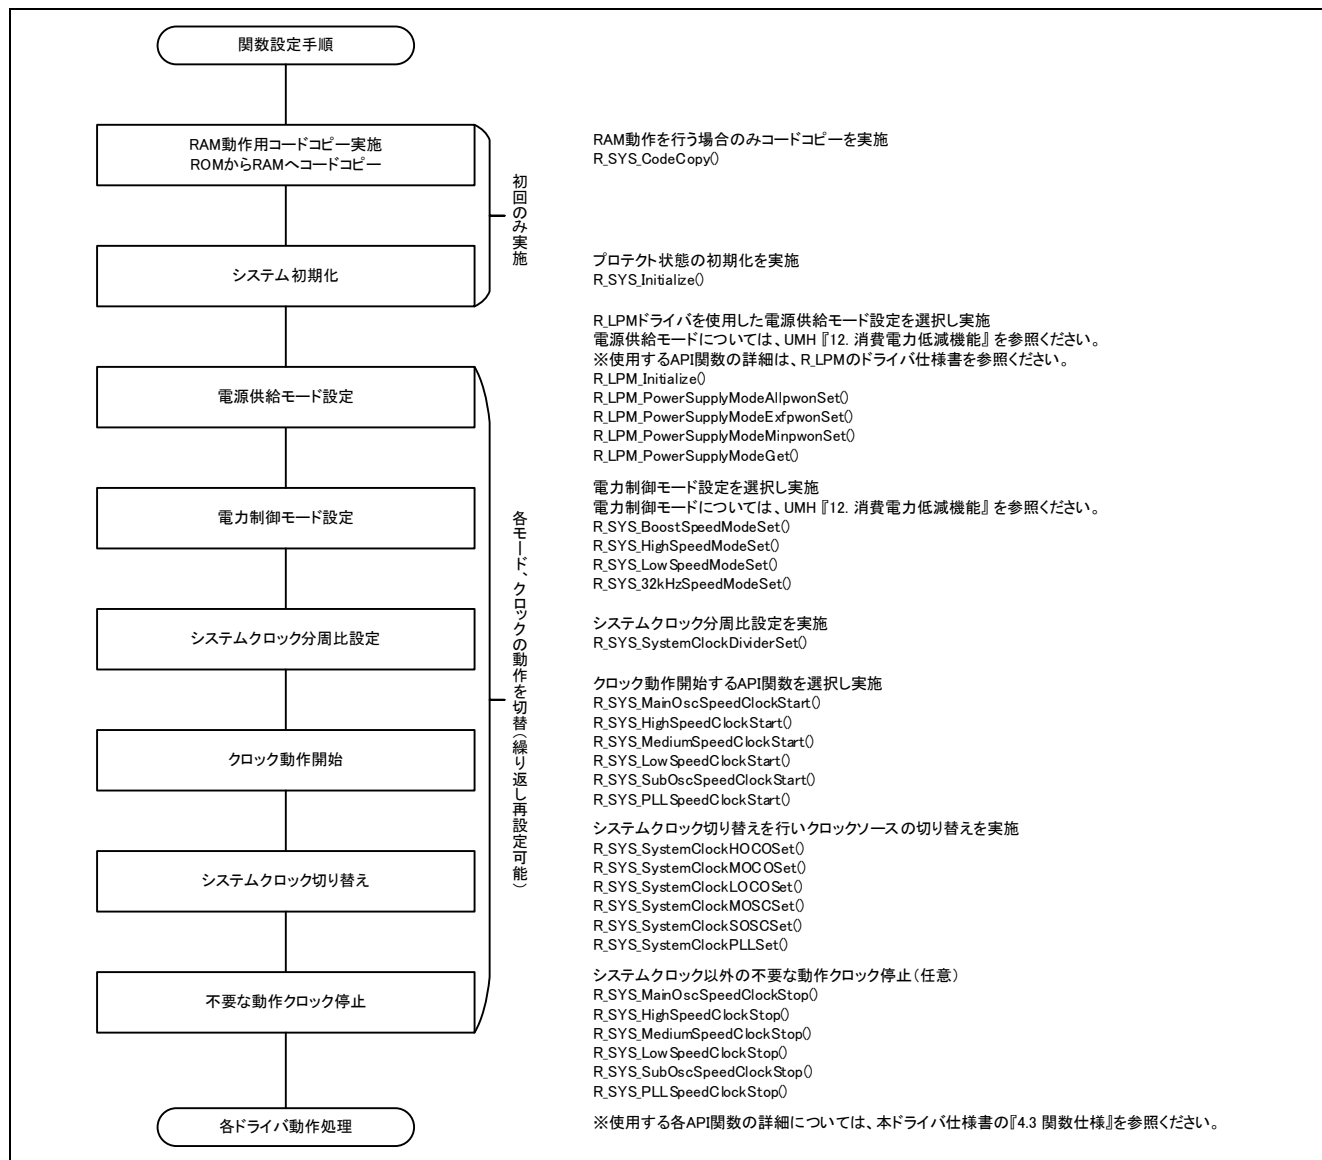 関数設定手順
RAM動作用コードコピー実施
ROMからRAMへコードコピー
RAM動作を行う場合のみコードコピーを実施
R_SYS_CodeCopy()
初回のみ実施
システム初期化
プロテクト状態の初期化を実施
R_SYS_Initialize()
R_LPMドライバを使用した電源供給モード設定を選択し実施
電源供給モードについては、UMH『12. 消費電力低減機能』を参照ください。
※使用するAPI関数の詳細は、R_LPMのドライバ仕様書を参照ください。
R_LPM_Initialize()
R_LPM_PowerSupplyModeAllpwonSet()
R_LPM_PowerSupplyModeExfpwonSet()
R_LPM_PowerSupplyModeMinpwonSet()
R_LPM_PowerSupplyModeGet()
電源供給モード設定
電力制御モード設定
電力制御モード設定を選択し実施
電力制御モードについては、UMH『12. 消費電力低減機能』を参照ください。
R_SYS_BoostSpeedModeSet()
R_SYS_HighSpeedModeSet()
R_SYS_LowSpeedModeSet()
R_SYS_32kHzSpeedModeSet()
各モード、クロックの動作を切替(繰り返し再設定可能)
システムクロック分周比設定
システムクロック分周比設定を実施
R_SYS_SystemClockDividerSet()
クロック動作開始
クロック動作開始するAPI関数を選択し実施
R_SYS_MainOscSpeedClockStart()
R_SYS_HighSpeedClockStart()
R_SYS_MediumSpeedClockStart()
R_SYS_LowSpeedClockStart()
R_SYS_SubOscSpeedClockStart()
R_SYS_PLLSpeedClockStart()
システムクロック切り替え
システムクロック切り替えを行いクロックソースの切り替えを実施
R_SYS_SystemClockHOCOSet()
R_SYS_SystemClockMOCOSet()
R_SYS_SystemClockLOCOSet()
R_SYS_SystemClockMOSCSet()
R_SYS_SystemClockSOSCSet()
R_SYS_SystemClockPLLSet()
不要な動作クロック停止
システムクロック以外の不要な動作クロック停止(任意)
R_SYS_MainOscSpeedClockStop()
R_SYS_HighSpeedClockStop()
R_SYS_MediumSpeedClockStop()
R_SYS_LowSpeedClockStop()
R_SYS_SubOscSpeedClockStop()
R_SYS_PLLSpeedClockStop()
各ドライバ動作処理
※使用する各API関数の詳細については、本ドライバ仕様書の『4.3 関数仕様』を参照ください。